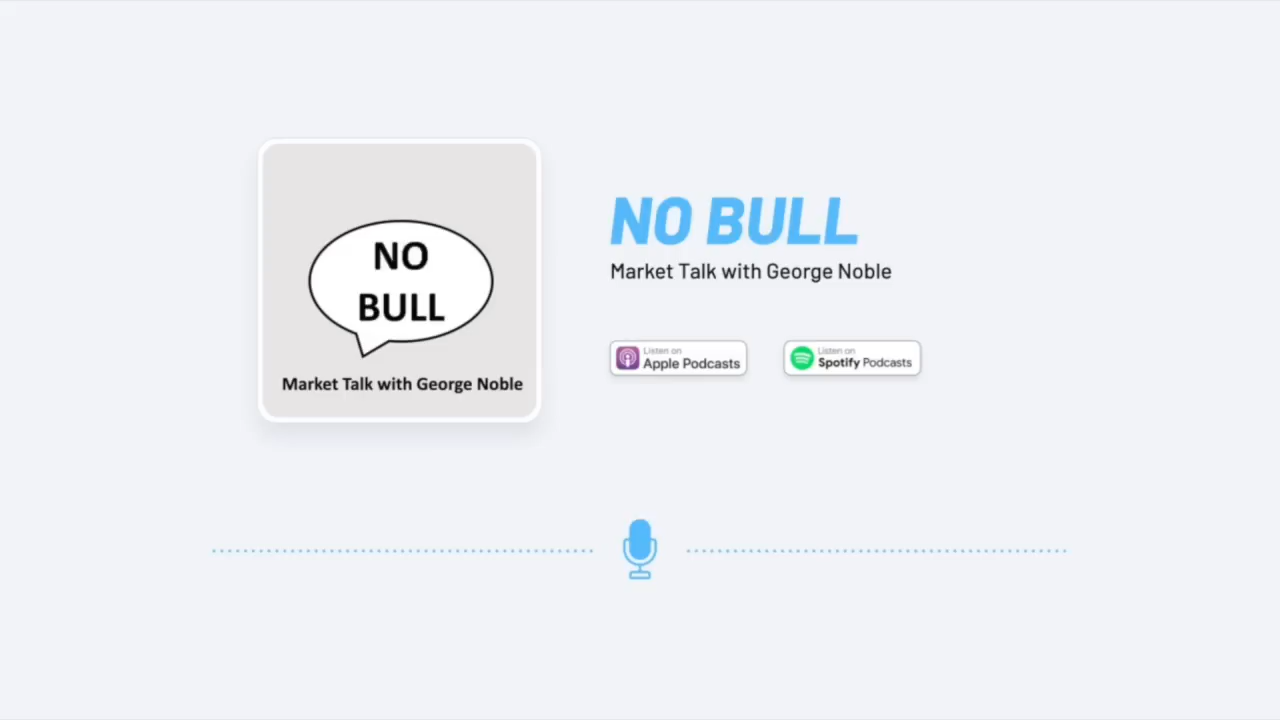 NO
BULL
Market Talk with George Noble
NO BULL
Market Talk with George Noble
Listen on
Apple Podcasts
Listen on
Spotify Podcasts